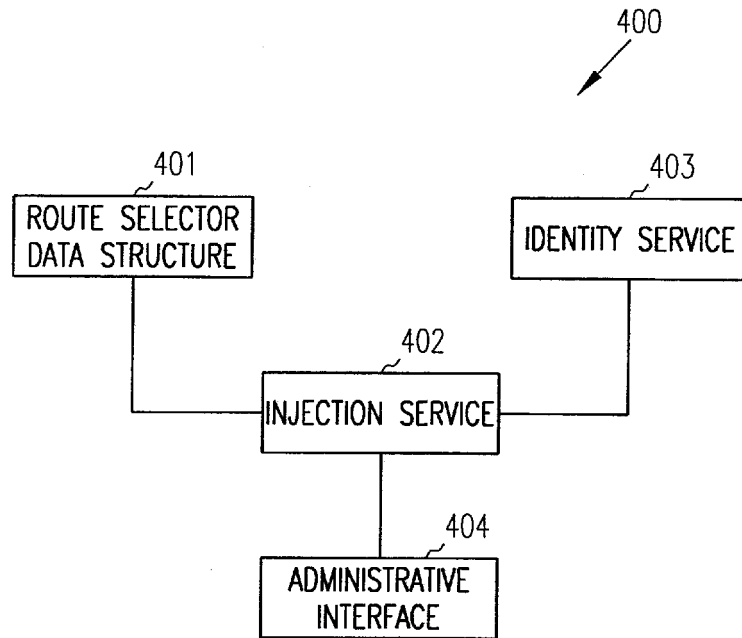 400
401
403
ROUTE SELECTOR
DATA STRUCTURE
IDENTITY SERVICE
402
INJECTION SERVICE
404
ADMINISTRATIVE
INTERFACE